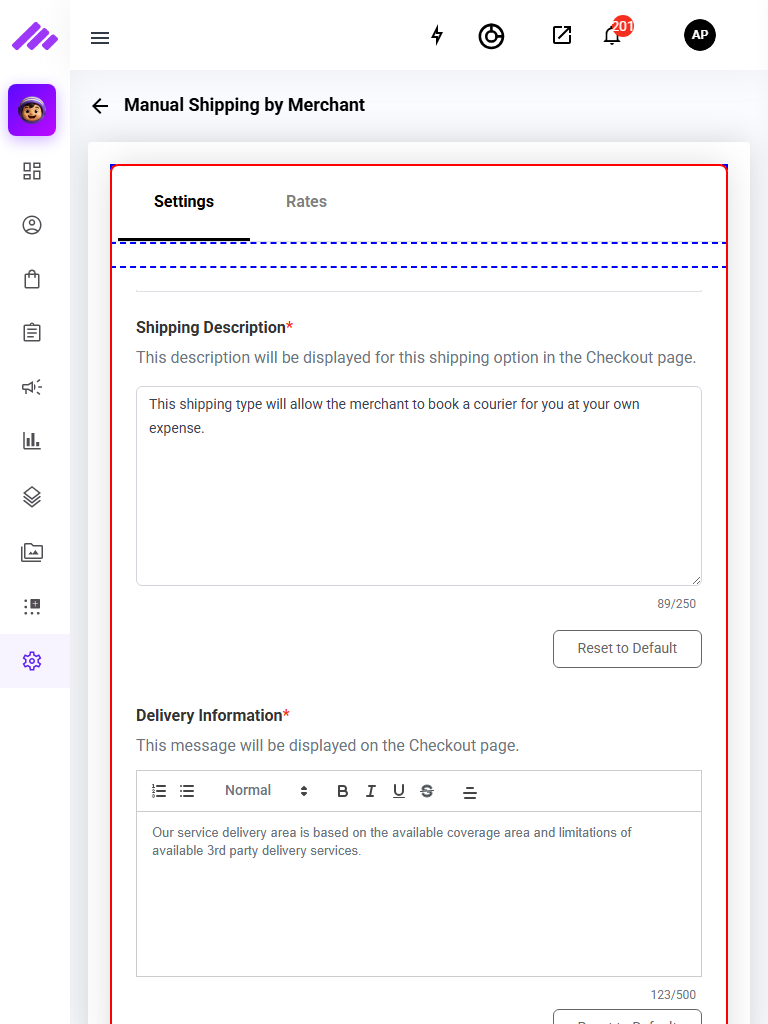 201
AP
Manual Shipping by Merchant
Settings
Rates
Shipping Description*
This description will be displayed for this shipping option in the Checkout page.
This shipping type will allow the merchant to book a courier for you at your own
expense.
89/250
Reset to Default
Delivery Information*
This message will be displayed on the Checkout page.
Normal
B I U S
Our service delivery area is based on the available coverage area and limitations of
available 3rd party delivery services.
123/500
Reset to Default